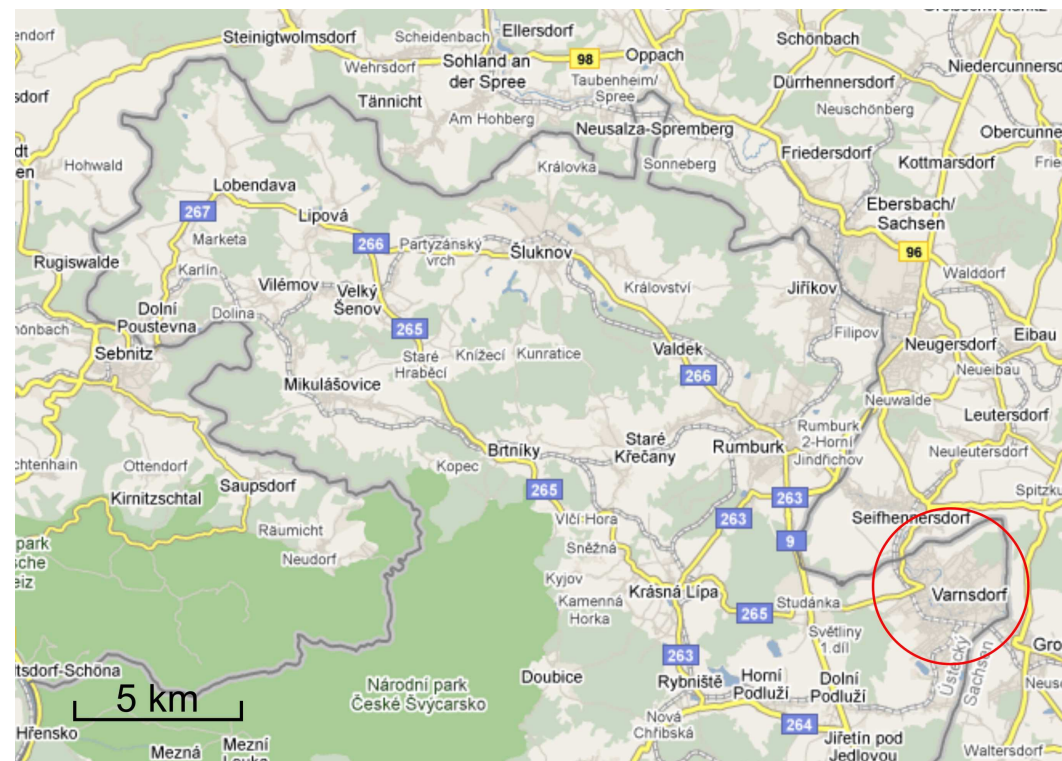 Steinigtwolmsdorf
Scheidenbach
Ellersdorf
Schönbach
Wehrsdorf
Sohland an
der Spree
98
Oppach
Niedercunnersd
Taubenheim/
Spree
Dürrhennersdorf
sdorf
Tännicht
Neuschönberg
Am Hohberg
Neusalza-Spremberg
Obercunne
Friedersdorf
Hohwald
Královka
Sonneberg
Kottmarsdorf
Lobendava
267
Lipová
Ebersbach/
Sachsen
Marketa
266
Partyzánský
vrch
Šluknov
96
Rugiswalde
Karlín
Walddorf
Vilémov
Velký
Šenov
Království
Jiříkov
Dolní
Poustevna
Dolina
265
Filipov
Eibau
Sebnitz
Staré
Hraběcí
Knížecí
Kunratice
Valdek
Neugersdorf
Neueibau
Mikulášovice
266
Neuwalde
Leutersdorf
Brtníky
Staré
Křečany
Rumburk
Rumburk
2-Horní
Jindřichov
Neuleutersdorf
Ottendorf
Kopec
Kirnitzschtal
Saupsdorf
265
263
Spitzku
Vlčí Hora
263
Seifhennersdorf
Räumicht
Sněžná
9
Neudorf
Kyjov
Krásná Lípa
Varnsdorf
Kamenná
Horka
265
Studánka
Světliny
1.díl
Ústecký
Sachsen
263
Doubice
Rybniště
Horní
Podluží
Dolní
Podluží
5 km
Národní park
České Švýcarsko
Nová
Chřibská
264
Hřensko
Jiřetín pod
Jedlovou
Mezná
Mezní
Waltersdorf